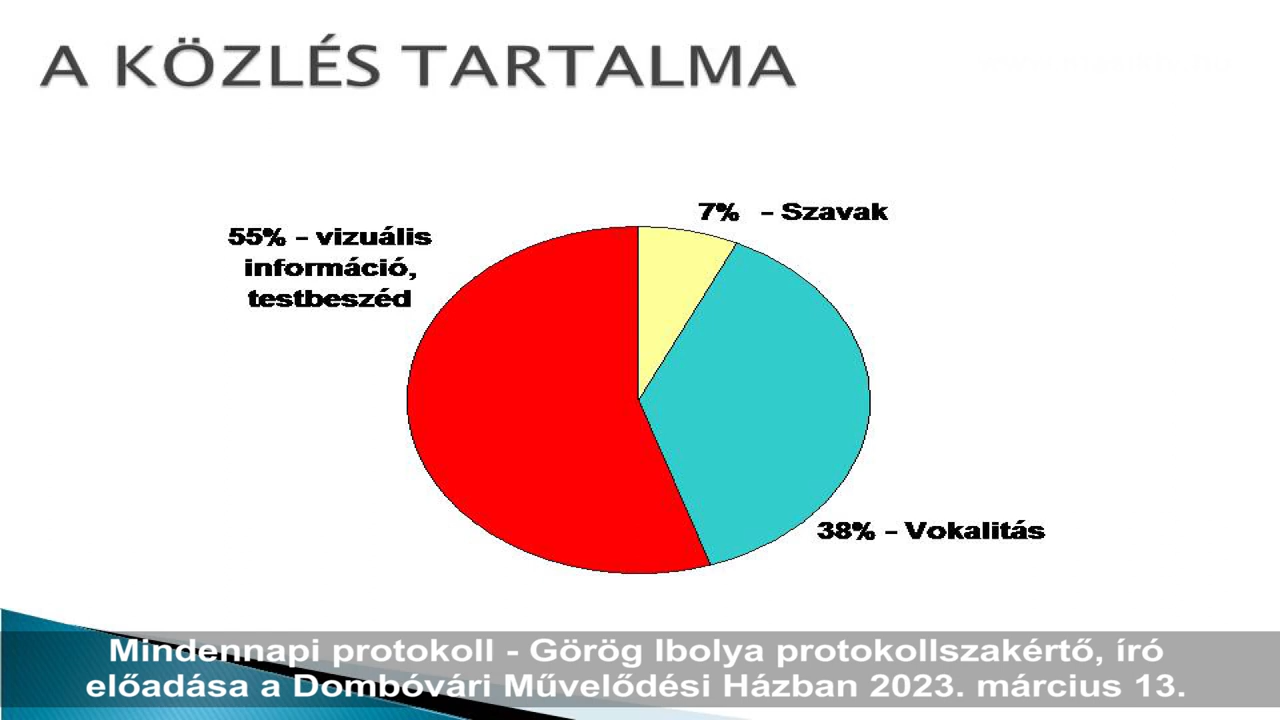 A KÖZLÉS TARTALMA
7% – Szavak
55% – vizuális
információ,
testbeszéd
38% – Vokalitás
Mindennapi protokoll - Görög Ibolya protokollszakértő, író
előadása a Dombóvári Művelődési Házban 2023. március 13.